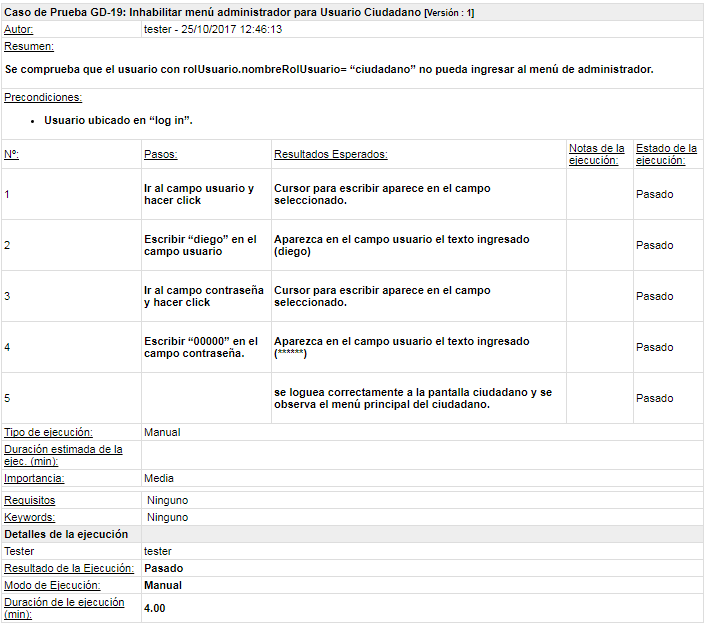 Caso de Prueba GD-19: Inhabilitar menú administrador para Usuario Ciudadano [Versión : 1]
Autor: tester - 25/10/2017 12:46:13
Resumen:
Se comprueba que el usuario con rolUsuario.nombreRolUsuario= “ciudadano” no pueda ingresar al menú de administrador.
Precondiciones:
• Usuario ubicado en “log in”.
Nº: Pasos: Resultados Esperados: Notas de la ejecución: Estado de la ejecución:
1 Ir al campo usuario y hacer click Cursor para escribir aparece en el campo seleccionado. Pasado
2 Escribir “diego” en el campo usuario Aparezca en el campo usuario el texto ingresado (diego) Pasado
3 Ir al campo contraseña y hacer click Cursor para escribir aparece en el campo seleccionado. Pasado
4 Escribir “00000” en el campo contraseña. Aparezca en el campo usuario el texto ingresado (******) Pasado
5 se loguea correctamente a la pantalla ciudadano y se observa el menú principal del ciudadano. Pasado
Tipo de ejecución: Manual
Duración estimada de la ejec. (min):
Importancia: Media
Requisitos Ninguno
Keywords: Ninguno
Detalles de la ejecución
Tester tester
Resultado de la Ejecución: Pasado
Modo de Ejecución: Manual
Duración de le ejecución (min): 4.00